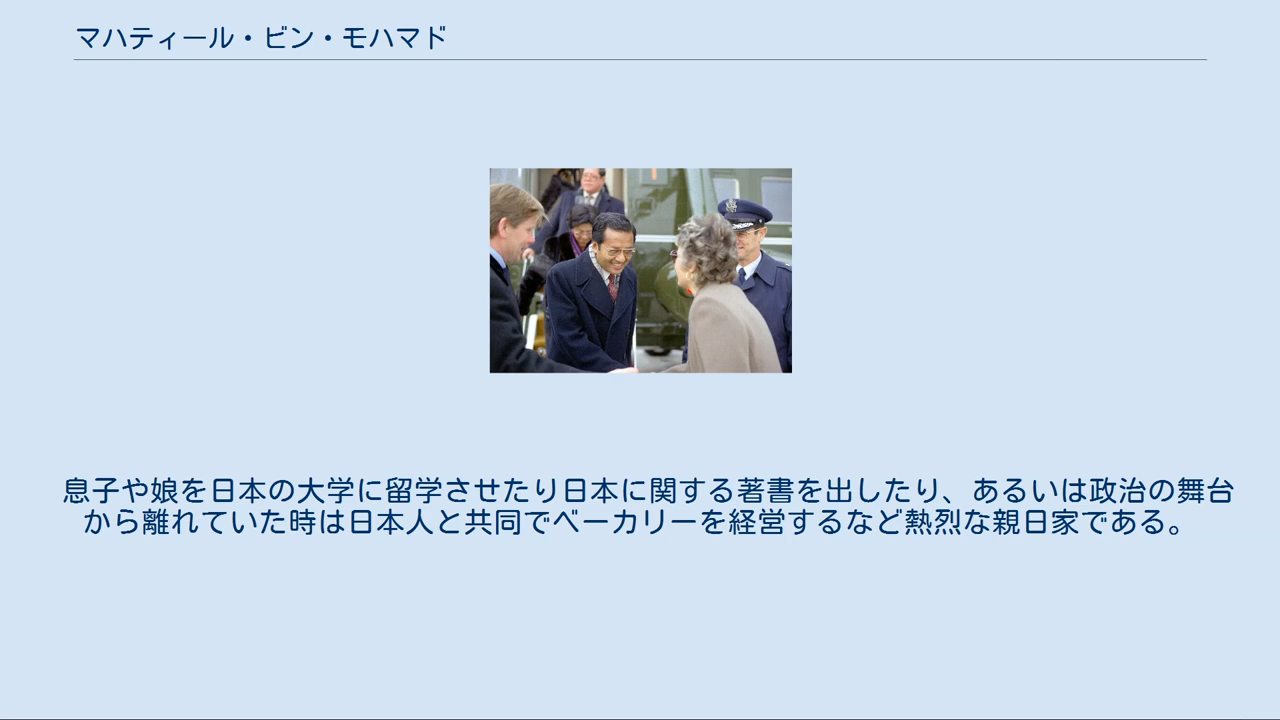 マハティール・ビン・モハマド
息子や娘を日本の大学に留学させたり日本に関する著書を出したり、あるいは政治の舞台
から離れていた時は日本人と共同でベーカリーを経営するなど熱烈な親日家である。